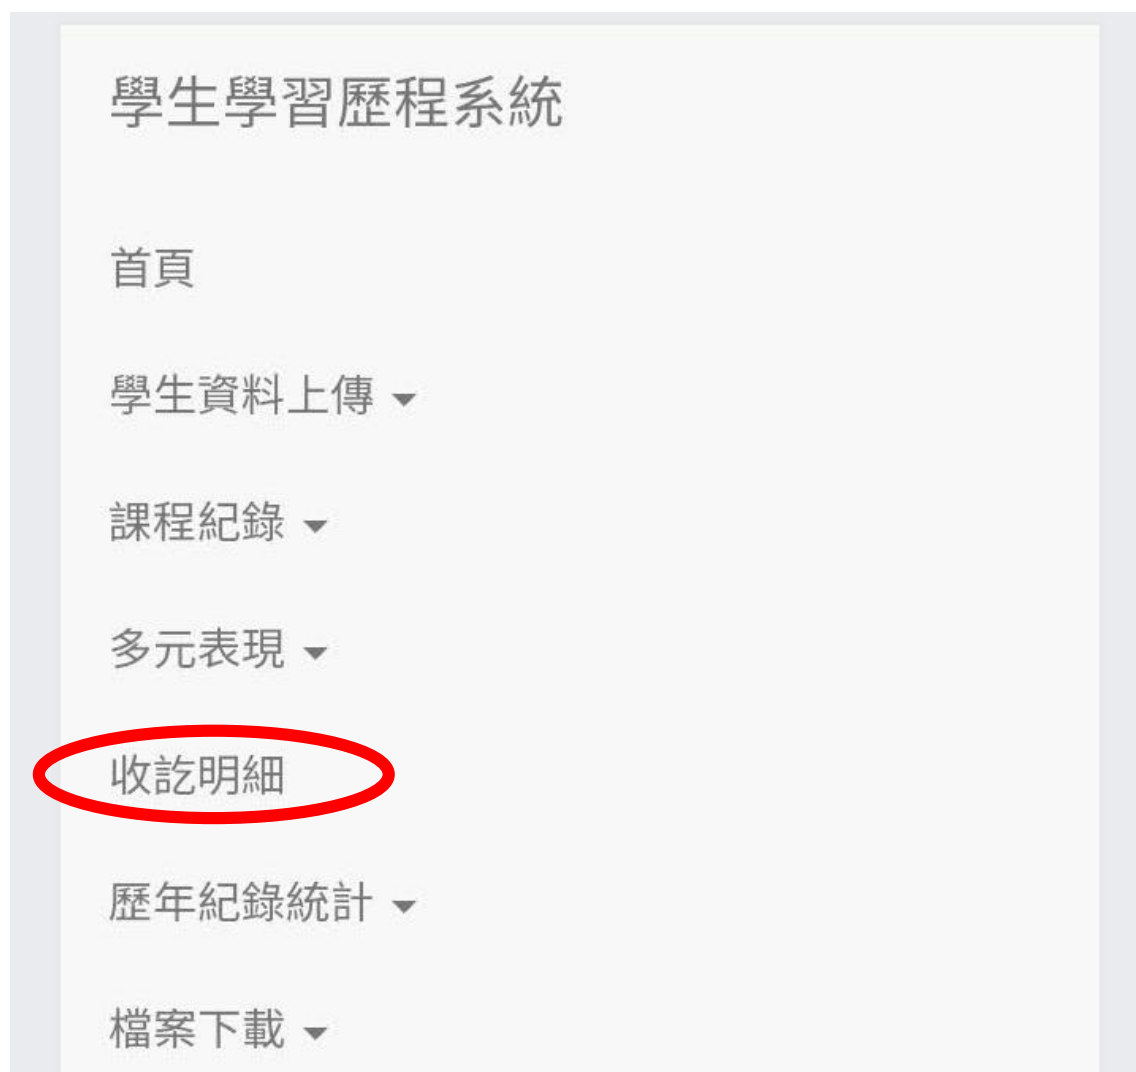 學生學習歷程系統
首頁
學生資料上傳
課程紀錄
多元表現
收訖明細
歷年紀錄統計
檔案下載